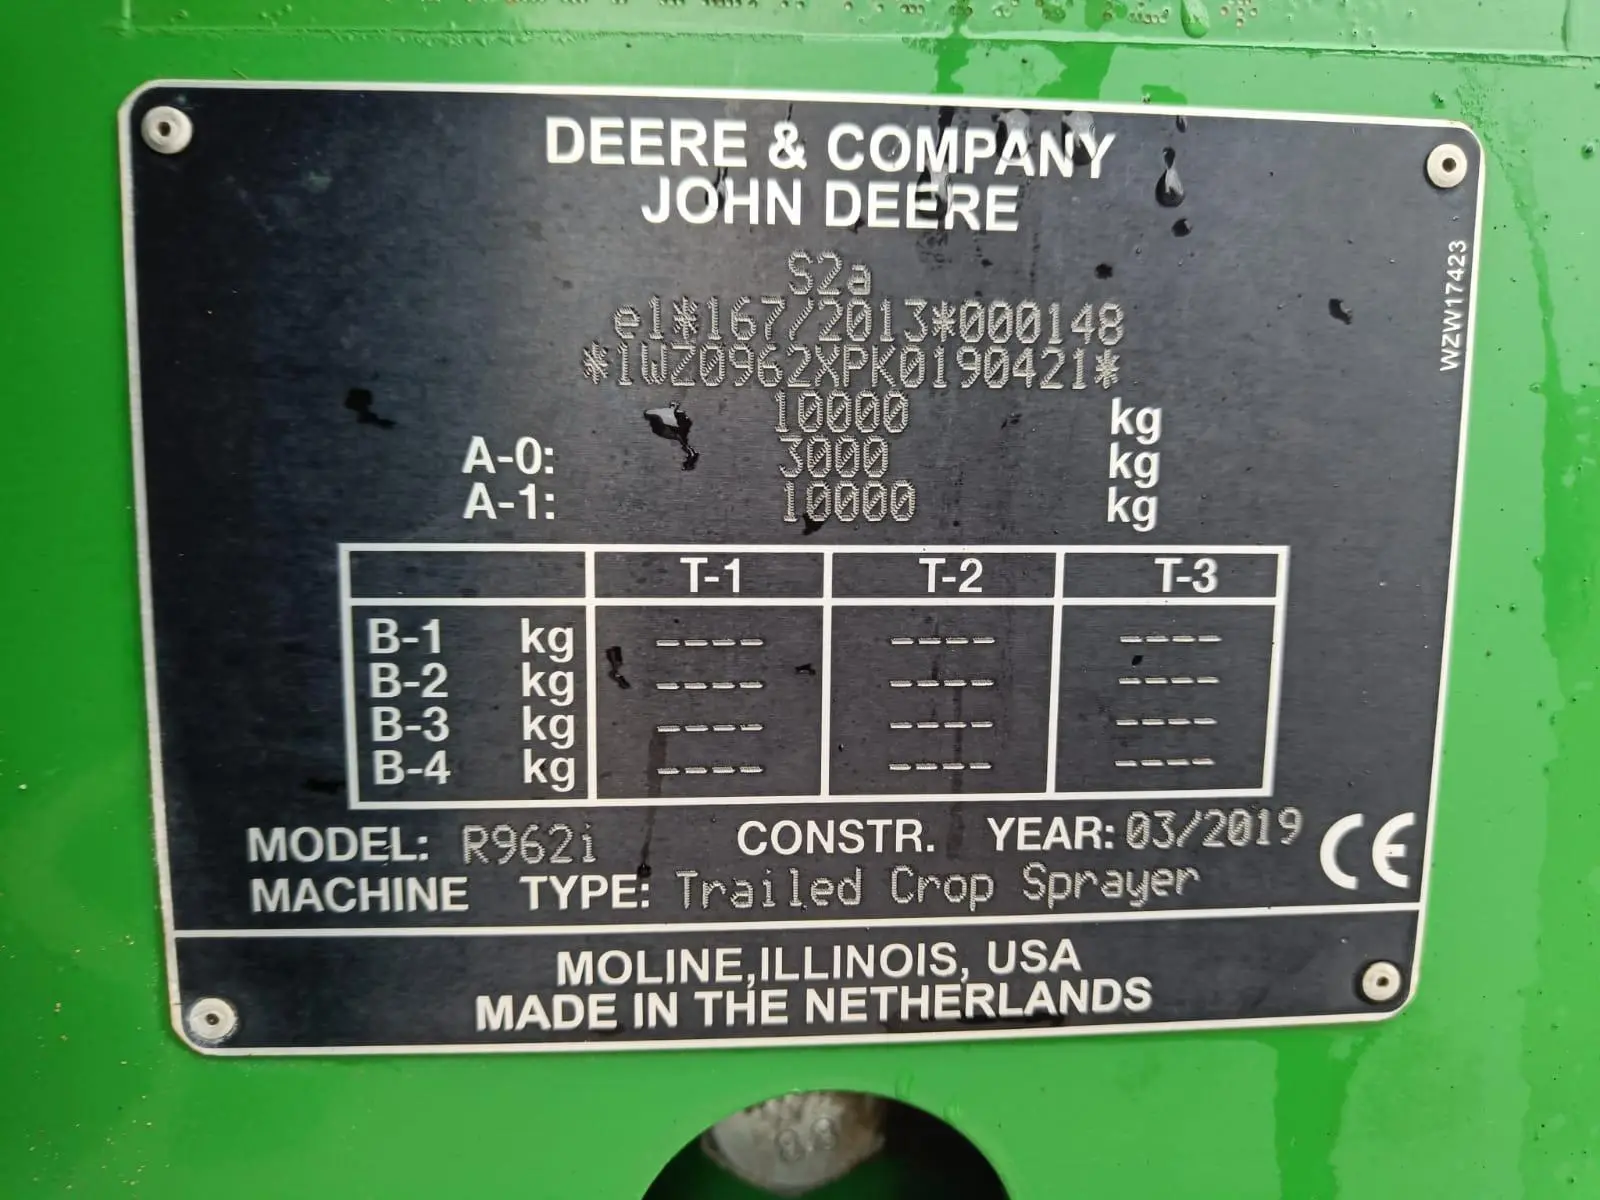 DEERE & COMPANY
JOHN DEERE
S2a
e1*167/2013*000148
*1WZ0962XPK0190421*
10000 kg
A-0: 3000 kg
A-1: 10000 kg
T-1 T-2 T-3
B-1 kg ---- ---- ----
B-2 kg ---- ---- ----
B-3 kg ---- ---- ----
B-4 kg ---- ---- ----
MODEL: R962i CONSTR. YEAR: 03/2019 CE
MACHINE TYPE: Trailed Crop Sprayer
MOLINE,ILLINOIS, USA
MADE IN THE NETHERLANDS
WZW17423